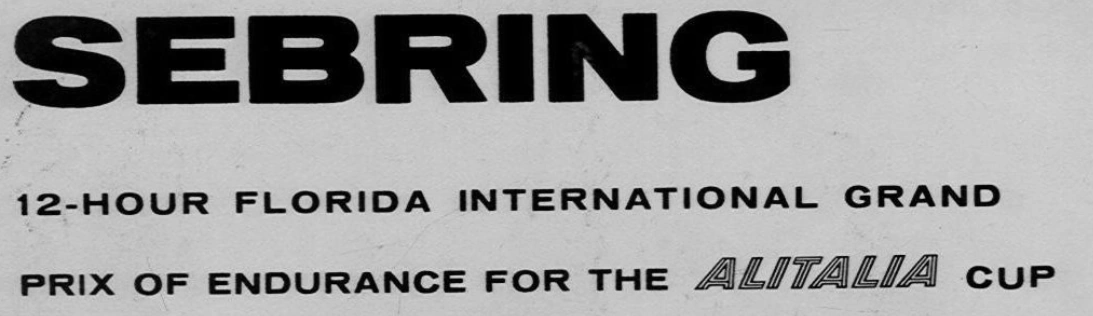 SEBRING
12-HOUR FLORIDA INTERNATIONAL GRAND
PRIX OF ENDURANCE FOR THE ALITALIA CUP